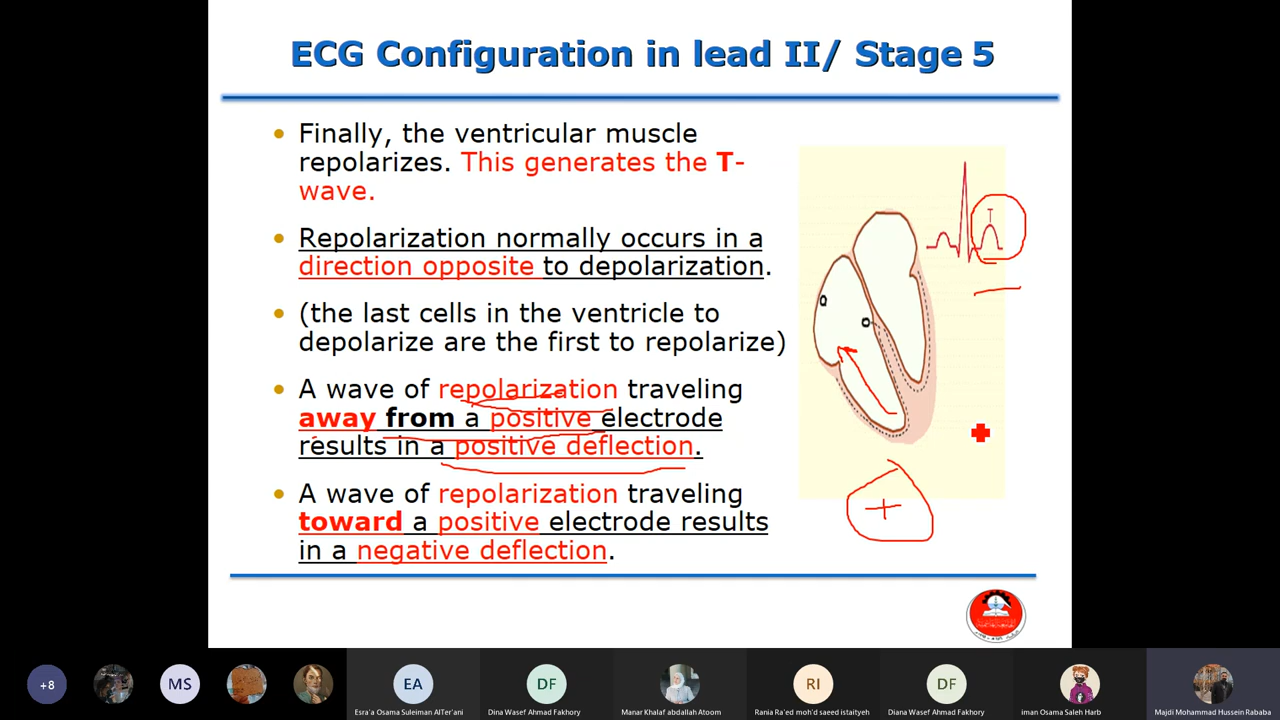 ECG Configuration in lead II/ Stage 5
Finally, the ventricular muscle
repolarizes. This generates the T-
wave.
Repolarization normally occurs in a
direction opposite to depolarization.
(the last cells in the ventricle to
depolarize are the first to repolarize)
A wave of repolarization traveling
away from a positive electrode
results in a positive deflection.
A wave of repolarization traveling
toward a positive electrode results
in a negative deflection.
T
+
+8
MS
EA
DF
RI
DF
Esra'a Osama Suleiman AlTer'ani
Dina Wasef Ahmad Fakhory
Manar Khalaf abdallah Atoom
Rania Ra'ed moh'd saeed istaityeh
Diana Wasef Ahmad Fakhory
iman Osama Saleh Harb
Majdi Mohammad Hussein Rababa